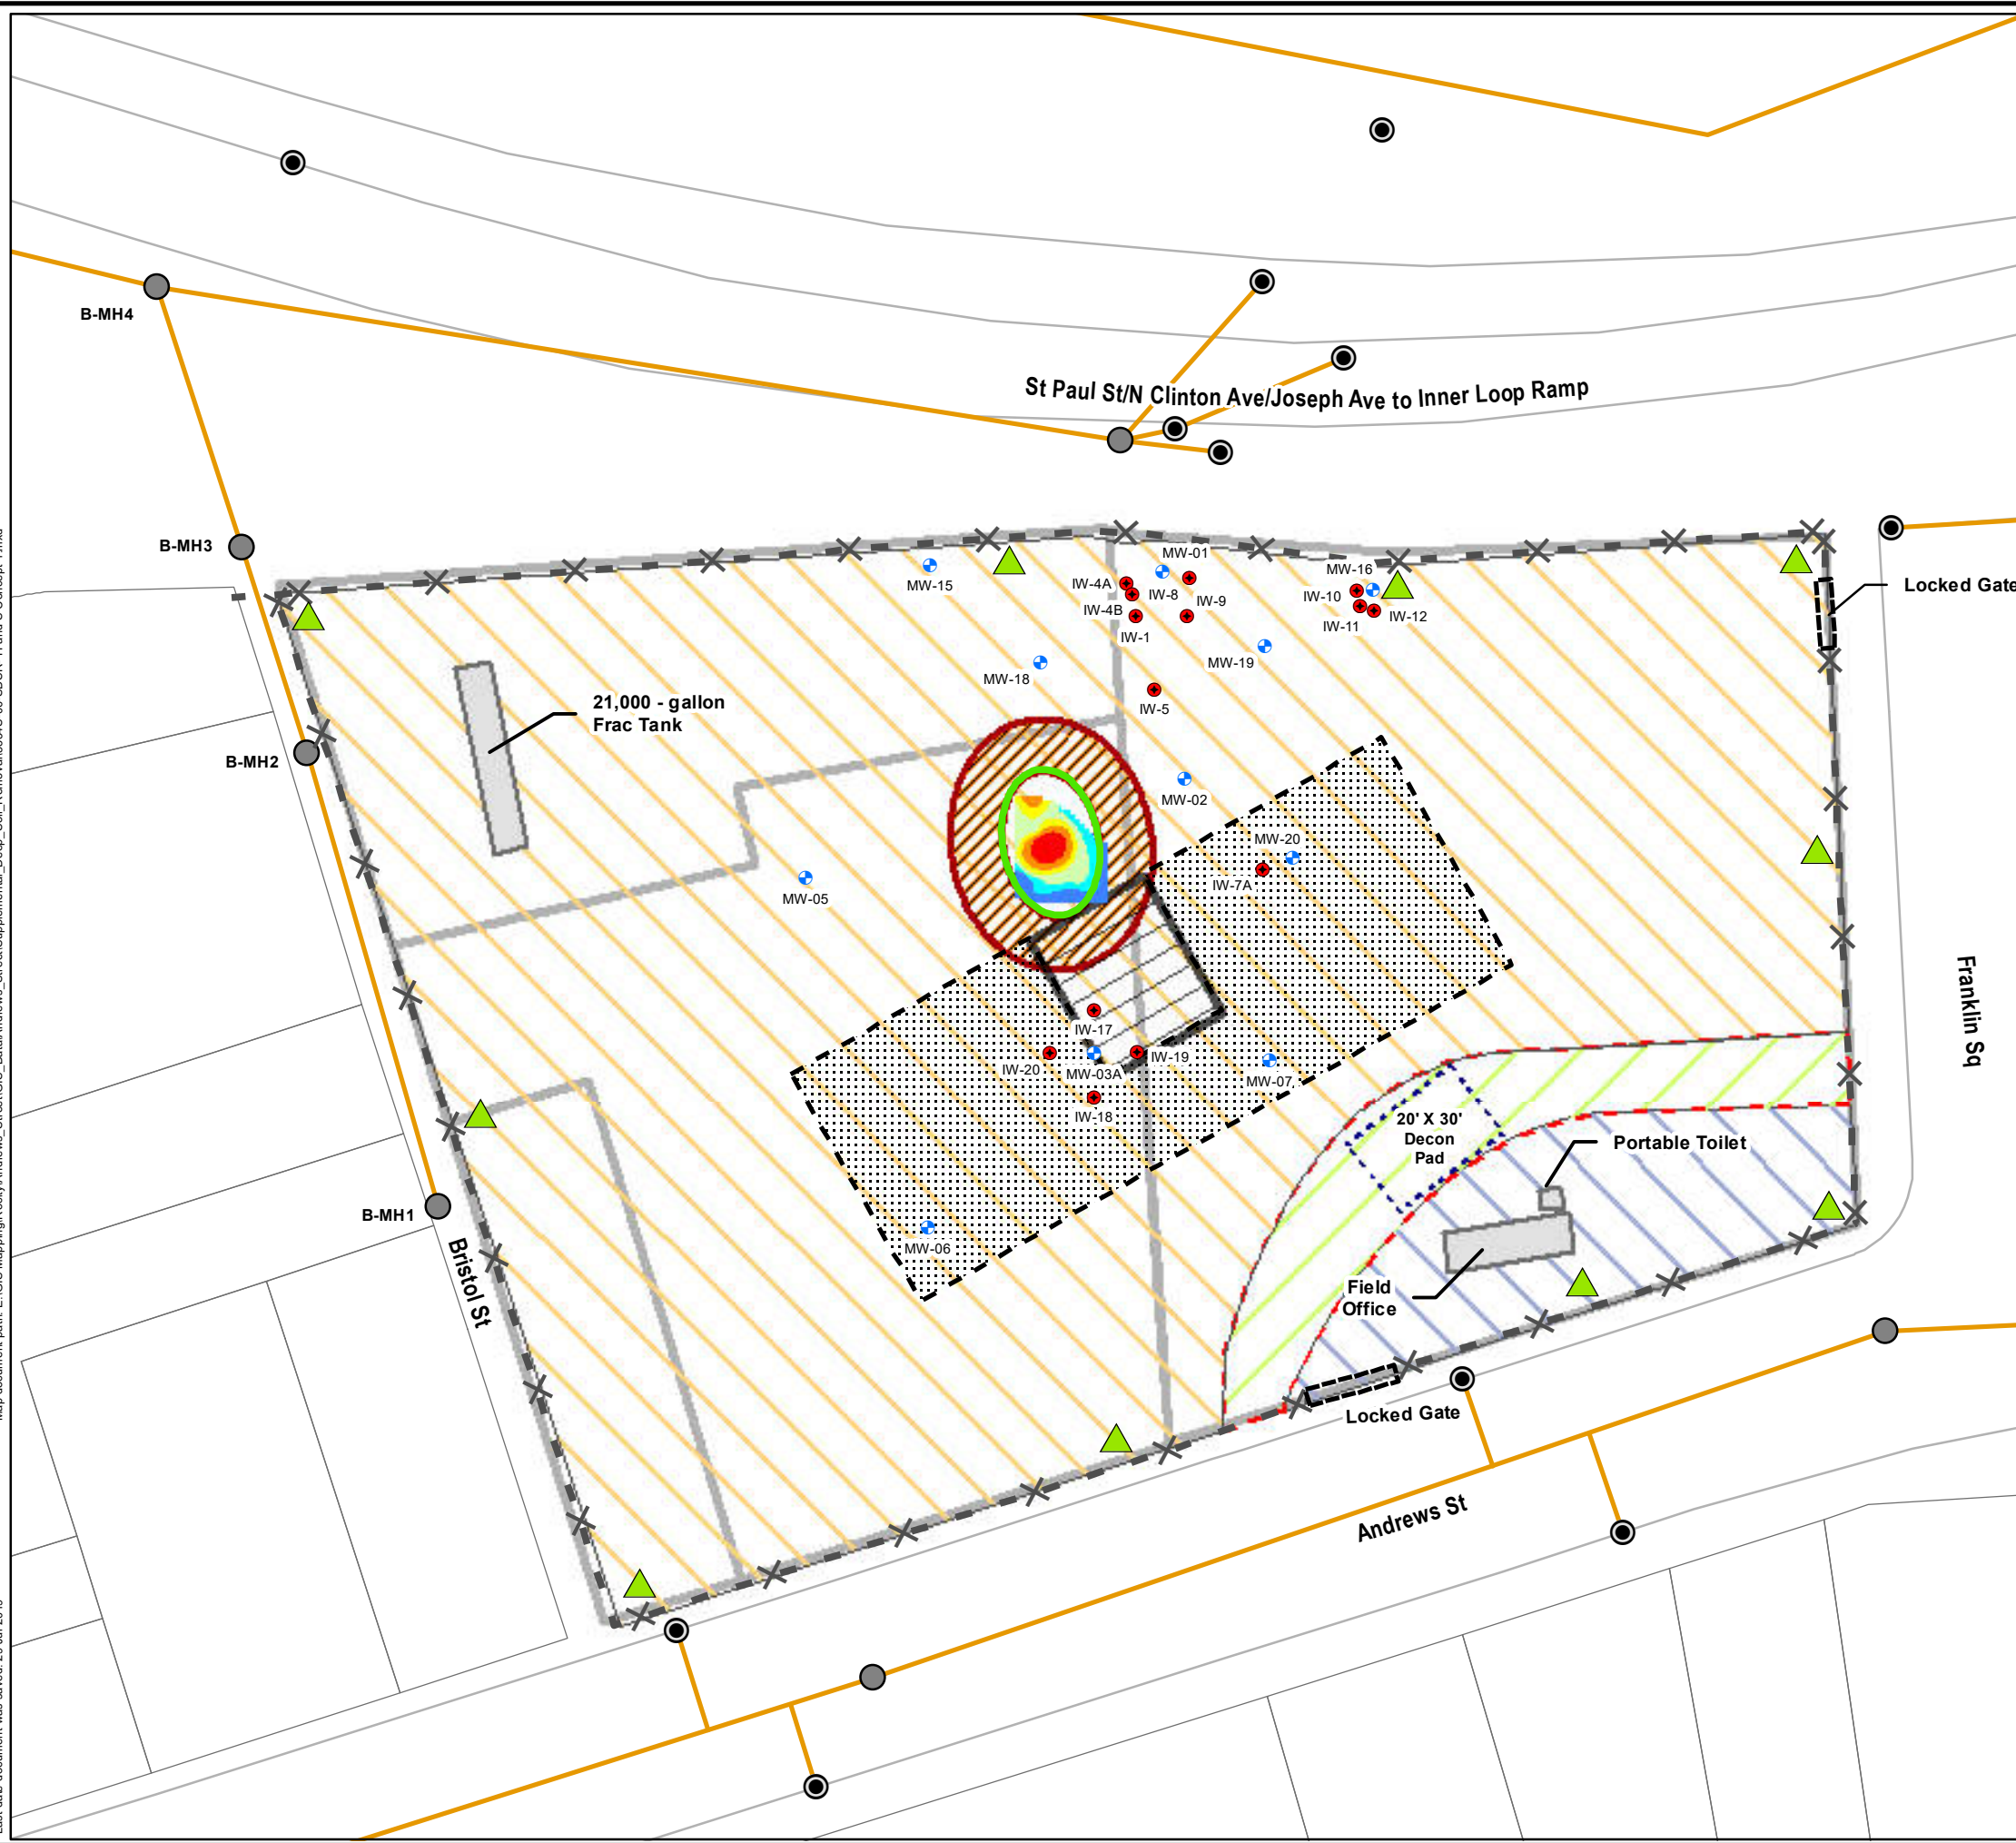 B-MH4
St Paul St/N Clinton Ave/Joseph Ave to Inner Loop Ramp
B-MH3
MW-01
MW-15
MW-16
IW-4A
IW-8
IW-10
IW-9
IW-4B
IW-12
IW-11
IW-1
Locked Gate
MW-19
MW-18
21,000 - gallon
Frac Tank
IW-5
B-MH2
MW-02
MW-20
IW-7A
MW-05
Franklin Sq
IW-17
IW-19
IW-20
MW-03A
MW-07
IW-18
20' X 30'
Decon
Pad
Portable Toilet
B-MH1
Bristol St
MW-06
Field
Office
Locked Gate
Andrews St